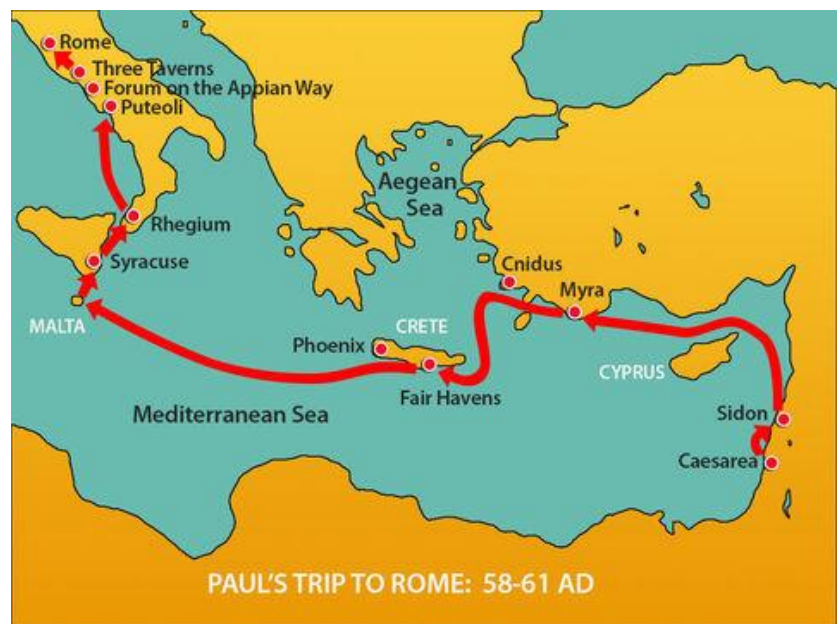 Rome
Three Taverns
Forum on the Appian Way
Puteoli
Aegean
Sea
Rhegium
Syracuse
Cnidus
Myra
MALTA
CRETE
Phoenix
CYPRUS
Fair Havens
Mediterranean Sea
Sidon
Caesarea
PAUL'S TRIP TO ROME: 58-61 AD